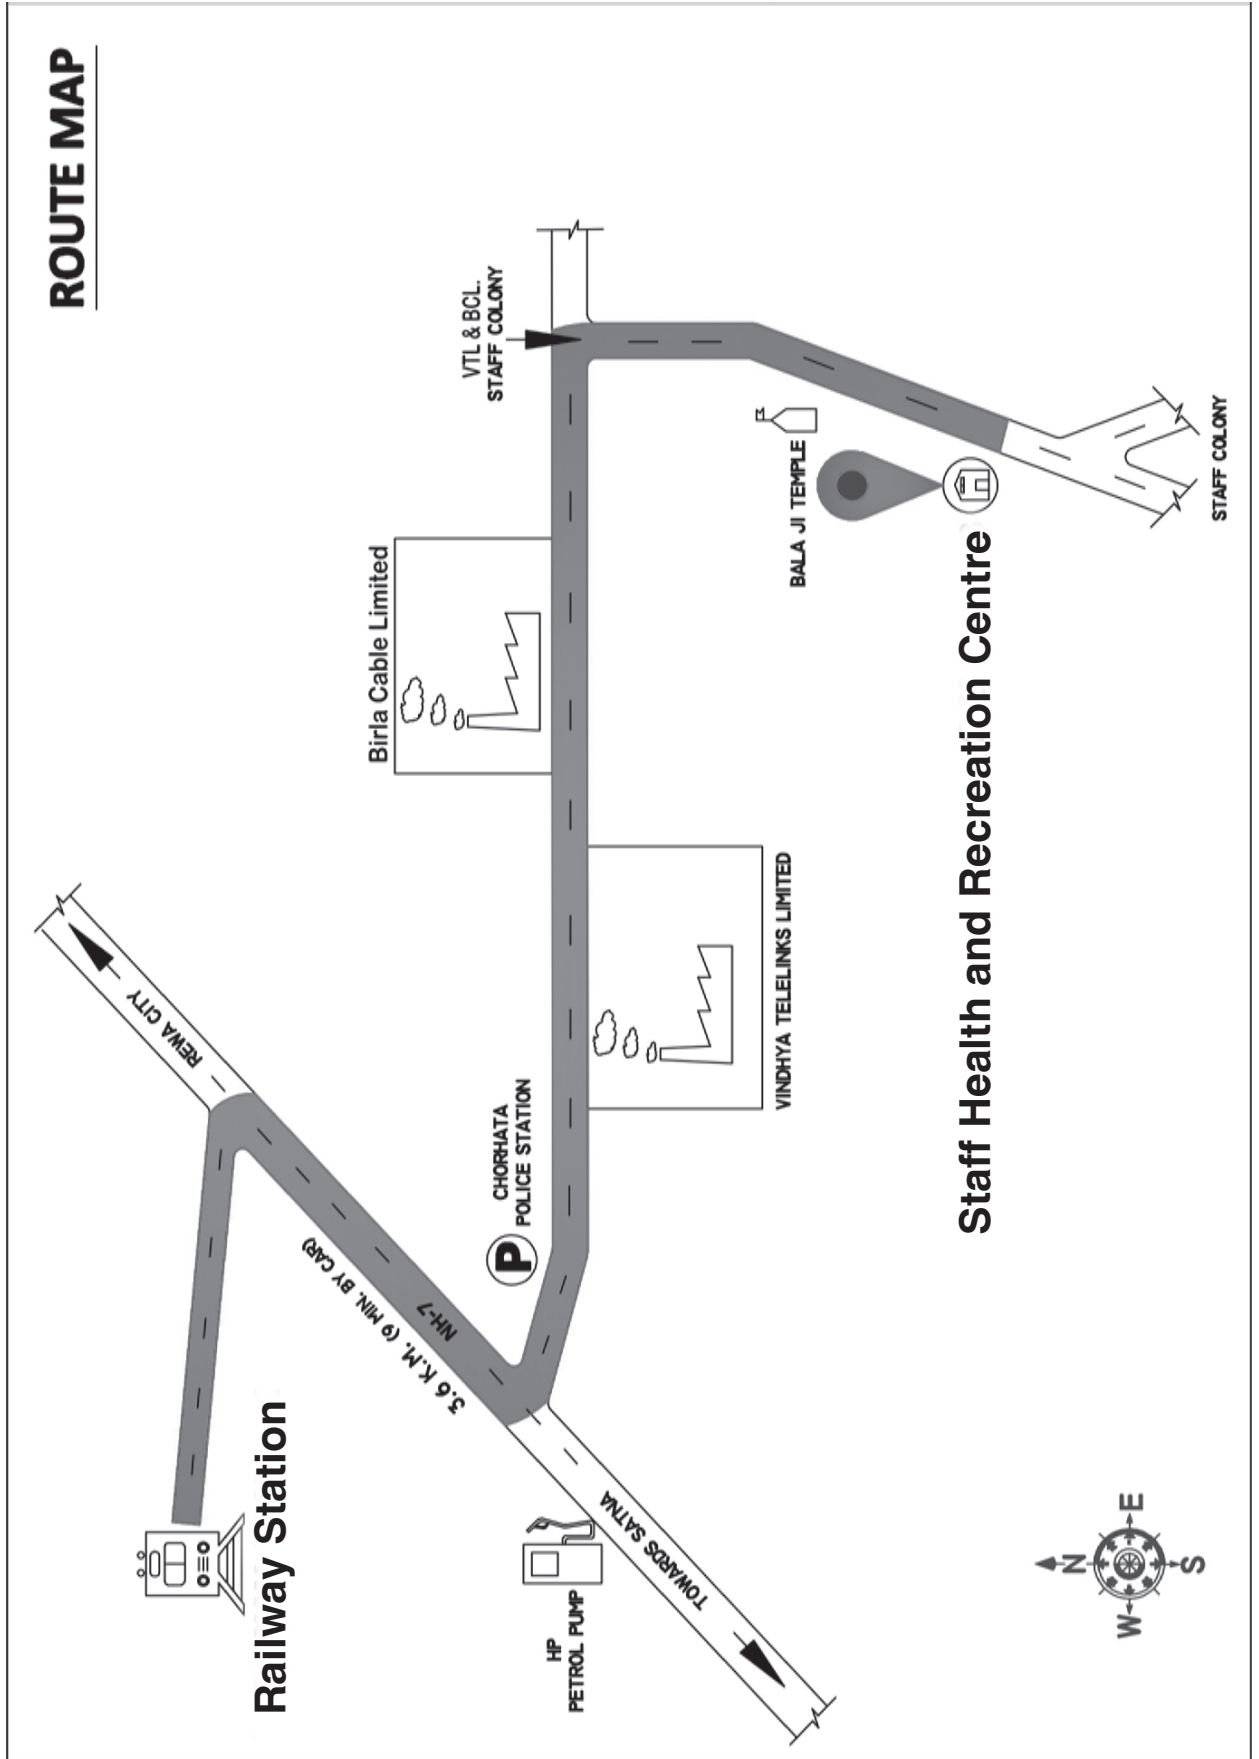 ROUTE MAP
REWA CITY
Railway Station
3.6 K.M. (9 MIN. BY CAR)
NH-7
HP
PETROL PUMP
TOWARDS SATNA
P
CHORHATA
POLICE STATION
Birla Cable Limited
VTL & BCL.
STAFF COLONY
VINDHYA TELELINKS LIMITED
BALA JI TEMPLE
Staff Health and Recreation Centre
STAFF COLONY
N
W
E
S